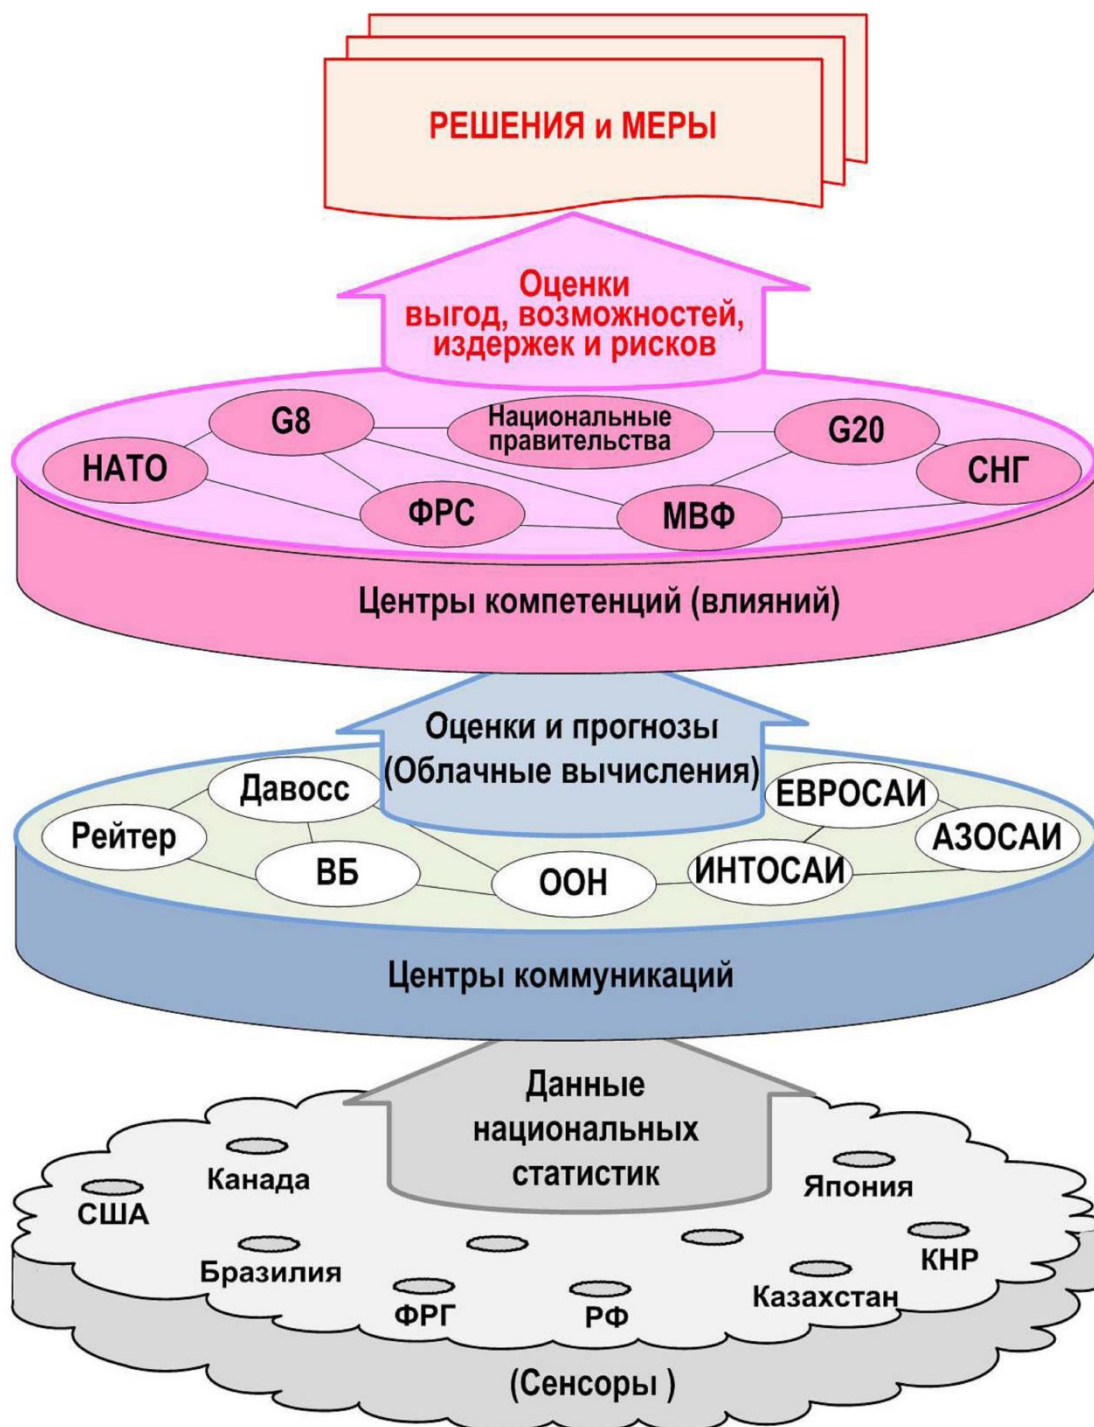 РЕШЕНИЯ и МЕРЫ
Оценки
выгод, возможностей,
издержек и рисков
G8
Национальные
правительства
G20
НАТО
СНГ
ФРС
МВФ
Центры компетенций (влияний)
Оценки и прогнозы
(Облачные вычисления)
Давосс
ЕВРОСАИ
Рейтер
АЗОСАИ
ВБ
ООН
ИНТОСАИ
Центры коммуникаций
Данные
национальных
статистик
Канада
Япония
США
КНР
Бразилия
Казахстан
ФРГ
РФ
(Сенсоры )